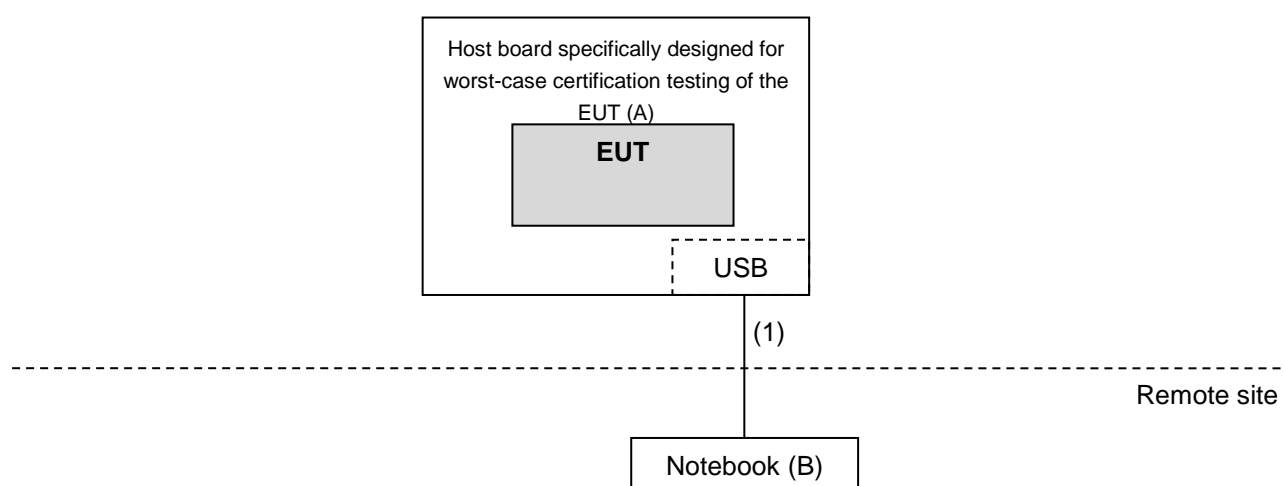 Host board specifically designed for
worst-case certification testing of the
EUT (A)
EUT
USB
(1)
Remote site
Notebook (B)